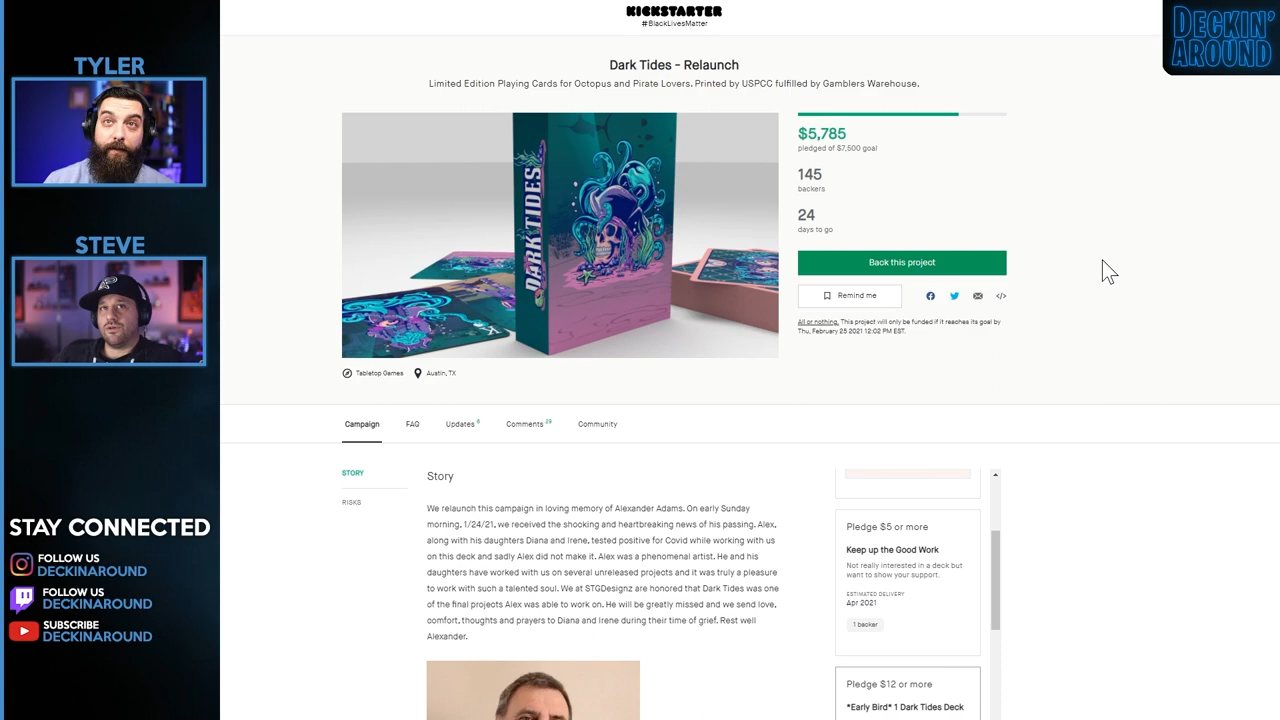 KICKSTARTER
#BlackLivesMatter
DECKIN'
AROUND
TYLER
STEVE
Dark Tides - Relaunch
Limited Edition Playing Cards for Octopus and Pirate Lovers. Printed by USPCC fulfilled by Gamblers Warehouse.
DARK TIDES
$5,785
pledged of $7,500 goal
145
backers
24
days to go
Back this project
Remind me
All or nothing. This project will only be funded if it reaches its goal by
Thu, February 25 2021 12:02 PM EST.
Tabletop Games
Austin, TX
Campaign
FAQ
Updates 6
Comments 29
Community
STORY
RISKS
Story
We relaunch this campaign in loving memory of Alexander Adams. On early Sunday
morning, 1/24/21, we received the shocking and heartbreaking news of his passing. Alex,
along with his daughters Diana and Irene, tested positive for Covid while working with us
on this deck and sadly Alex did not make it. Alex was a phenomenal artist. He and his
daughters have worked with us on several unreleased projects and it was truly a pleasure
to work with such a talented soul. We at STGDesignz are honored that Dark Tides was one
of the final projects Alex was able to work on. He will be greatly missed and we send love,
comfort, thoughts and prayers to Diana and Irene during their time of grief. Rest well
Alexander.
Pledge $5 or more
Keep up the Good Work
Not really interested in a deck but
want to show your support.
ESTIMATED DELIVERY
Apr 2021
1 backer
Pledge $12 or more
*Early Bird* 1 Dark Tides Deck
STAY CONNECTED
FOLLOW US
DECKINAROUND
FOLLOW US
DECKINAROUND
SUBSCRIBE
DECKINAROUND